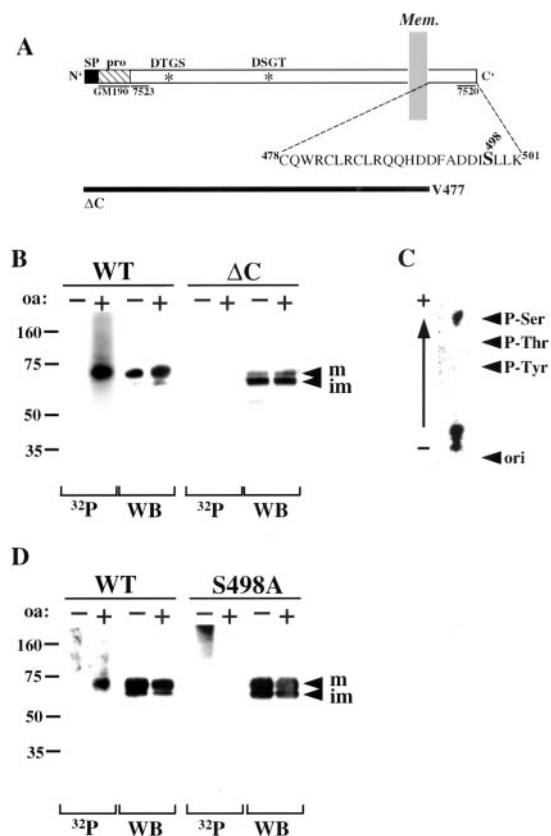 A
Mem.
SP pro DTGS DSGT
N' * * C'
GM190 7523 7520
498
478CQWRCLRCLRQQHDDFADDISLLK501
V477
ΔC
B
WT ΔC
oa: − + − + − + − +
160
75
50
35
m
im
32P WB 32P WB
C
+
−
P-Ser
P-Thr
P-Tyr
ori
D
WT S498A
oa: − + − + − + − +
160
75
50
35
m
im
32P WB 32P WB